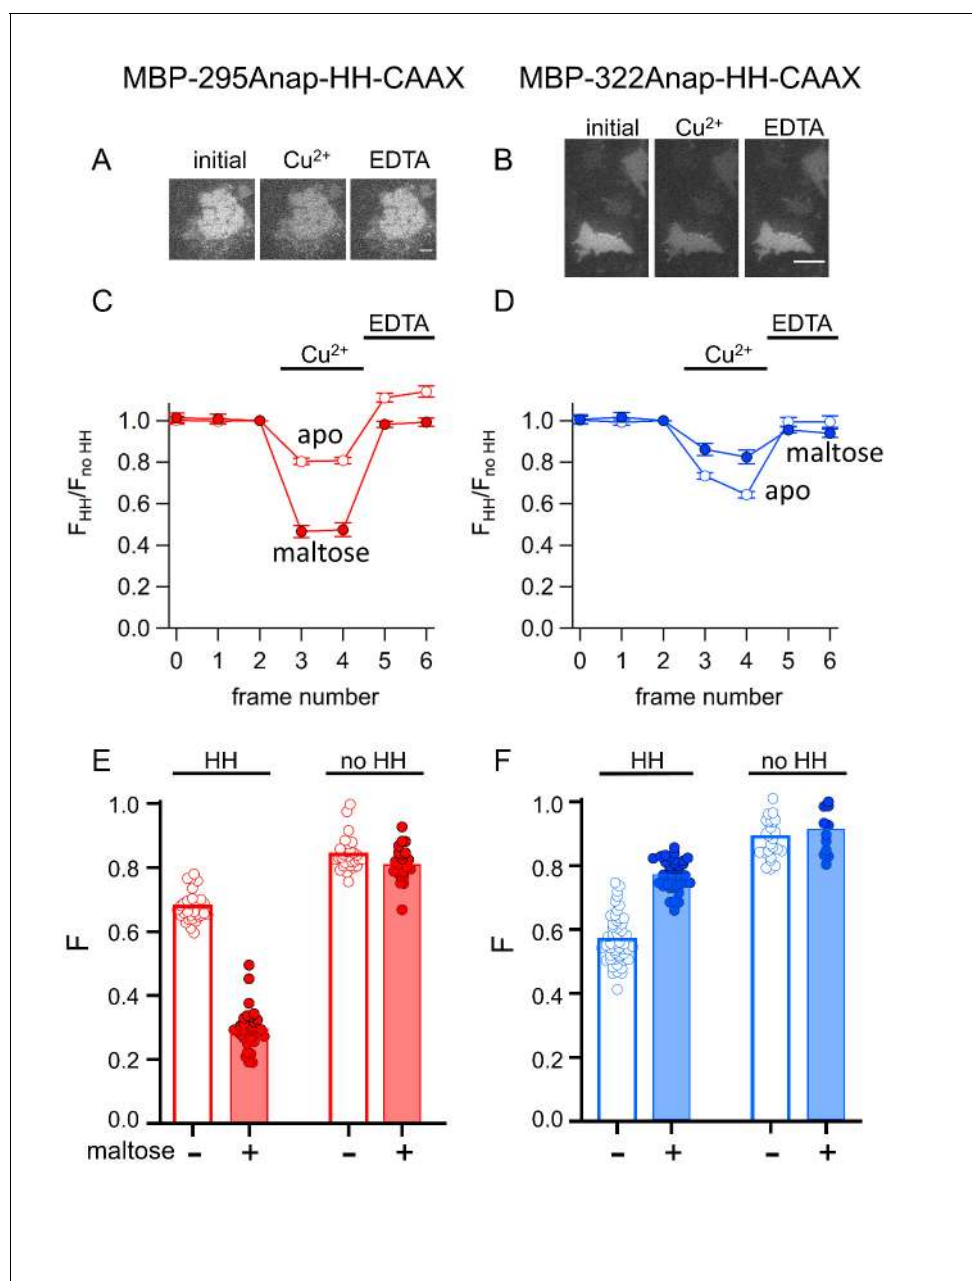 MBP-295Anap-HH-CAAX MBP-322Anap-HH-CAAX
A initial Cu²⁺ EDTA
B initial Cu²⁺ EDTA
C
EDTA
Cu²⁺
F_HH/F_no HH
1.0
0.8
0.6
0.4
0.2
0.0
apo
maltose
0 1 2 3 4 5 6
frame number
D
EDTA
Cu²⁺
F_HH/F_no HH
1.0
0.8
0.6
0.4
0.2
0.0
maltose
apo
0 1 2 3 4 5 6
frame number
E
HH no HH
F
1.0
0.8
0.6
0.4
0.2
0.0
maltose - + - +
F
HH no HH
F
1.0
0.8
0.6
0.4
0.2
0.0
- + - +